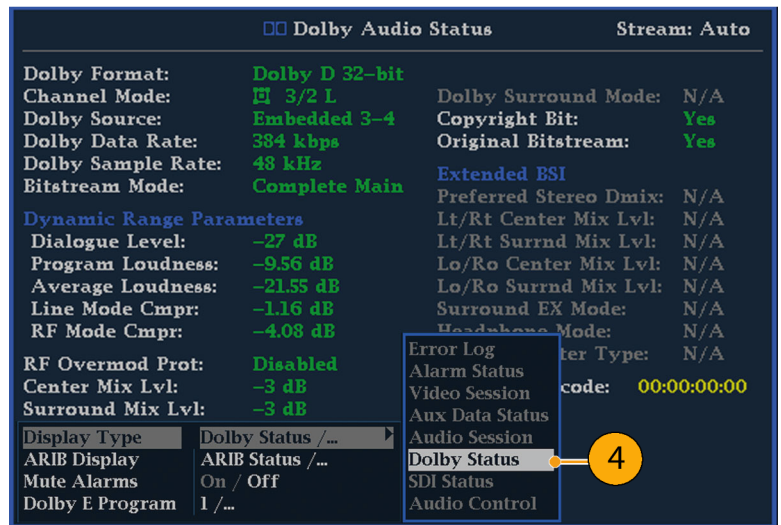 Dolby Audio Status Stream: Auto
Dolby Format: Dolby D 32-bit
Channel Mode: 3/2 L Dolby Surround Mode: N/A
Dolby Source: Embedded 3-4 Copyright Bit: Yes
Dolby Data Rate: 384 kbps Original Bitstream: Yes
Dolby Sample Rate: 48 kHz
Extended BSI
Bitstream Mode: Complete Main
Preferred Stereo Dmix: N/A
Dynamic Range Parameters Lt/Rt Center Mix Lvl: N/A
Dialogue Level: -27 dB Lt/Rt Surrnd Mix Lvl: N/A
Program Loudness: -9.56 dB Lo/Ro Center Mix Lvl: N/A
Average Loudness: -21.55 dB Lo/Ro Surrnd Mix Lvl: N/A
Line Mode Cmpr: -1.16 dB Surround EX Mode: N/A
RF Mode Cmpr: -4.08 dB Headphone Mode: N/A
ter Type: N/A
RF Overmod Prot: Disabled
Center Mix Lvl: -3 dB code: 00:00:00:00
Surround Mix Lvl: -3 dB
Display Type Dolby Status /...
ARIB Display ARIB Status /...
Mute Alarms On / Off
Dolby E Program 1 /...
Error Log
Alarm Status
Video Session
Aux Data Status
Audio Session
Dolby Status 4
SDI Status
Audio Control